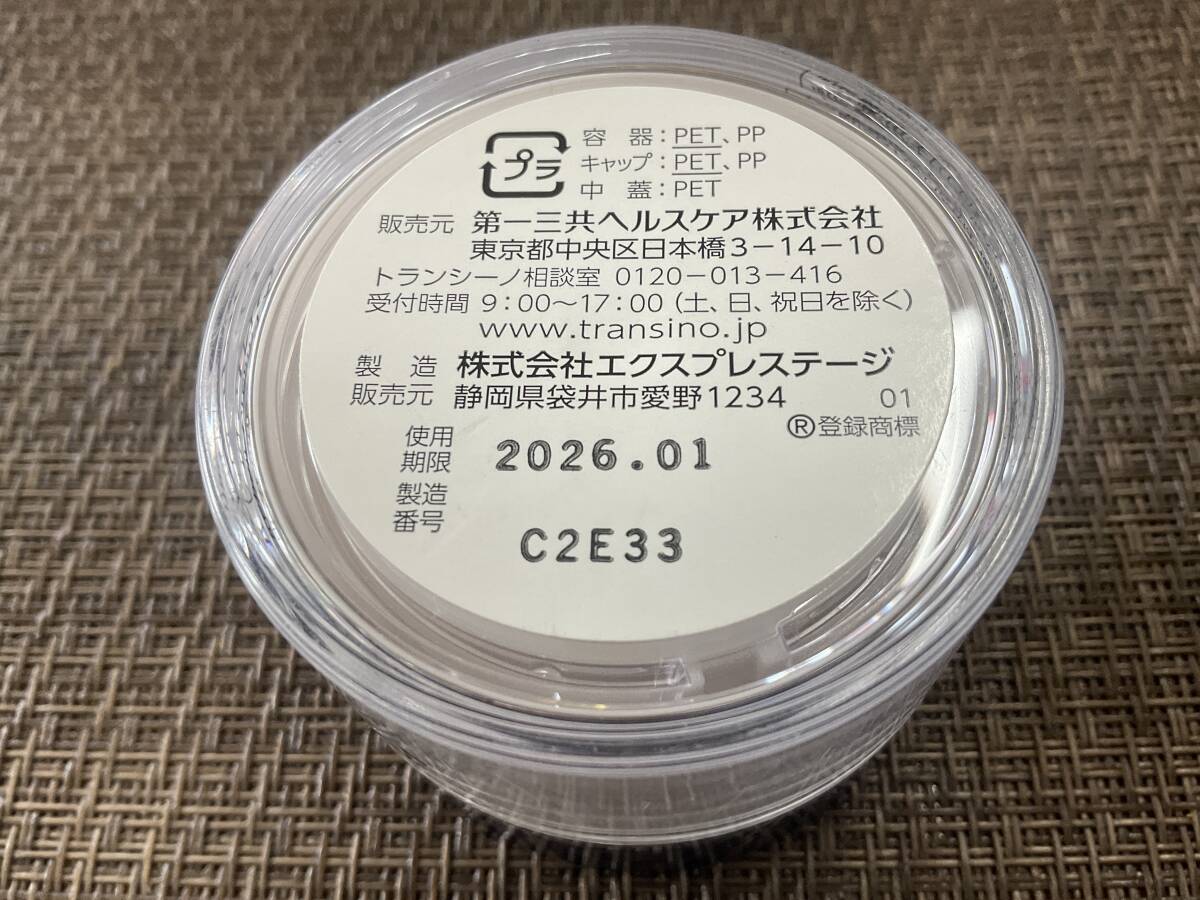 プラ
容器：PET、PP
キャップ：PET、PP
中蓋：PET
販売元 第一三共ヘルスケア株式会社
東京都中央区日本橋3-14-10
トランシーノ相談室 0120-013-416
受付時間 9：00～17：00（土、日、祝日を除く）
www.transino.jp
製造 株式会社エクスプレステージ
販売元 静岡県袋井市愛野1234 01
®登録商標
使用
期限 2026.01
製造
番号
C2E33